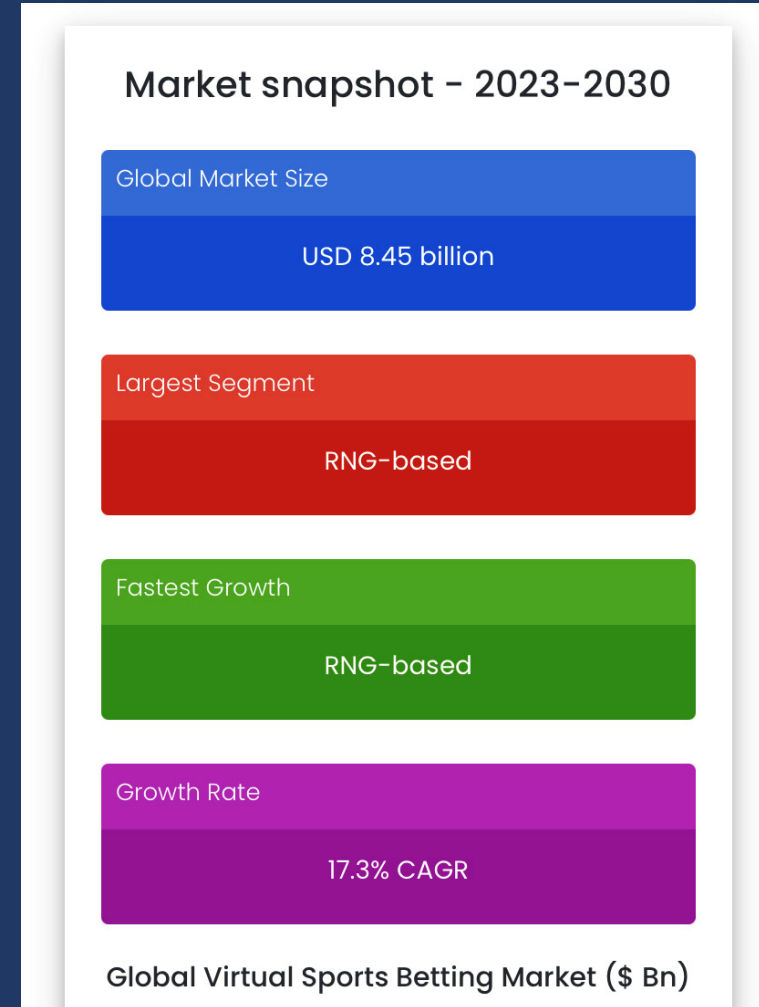 Market snapshot - 2023-2030
Global Market Size
USD 8.45 billion
Largest Segment
RNG-based
Fastest Growth
RNG-based
Growth Rate
17.3% CAGR
Global Virtual Sports Betting Market ($ Bn)